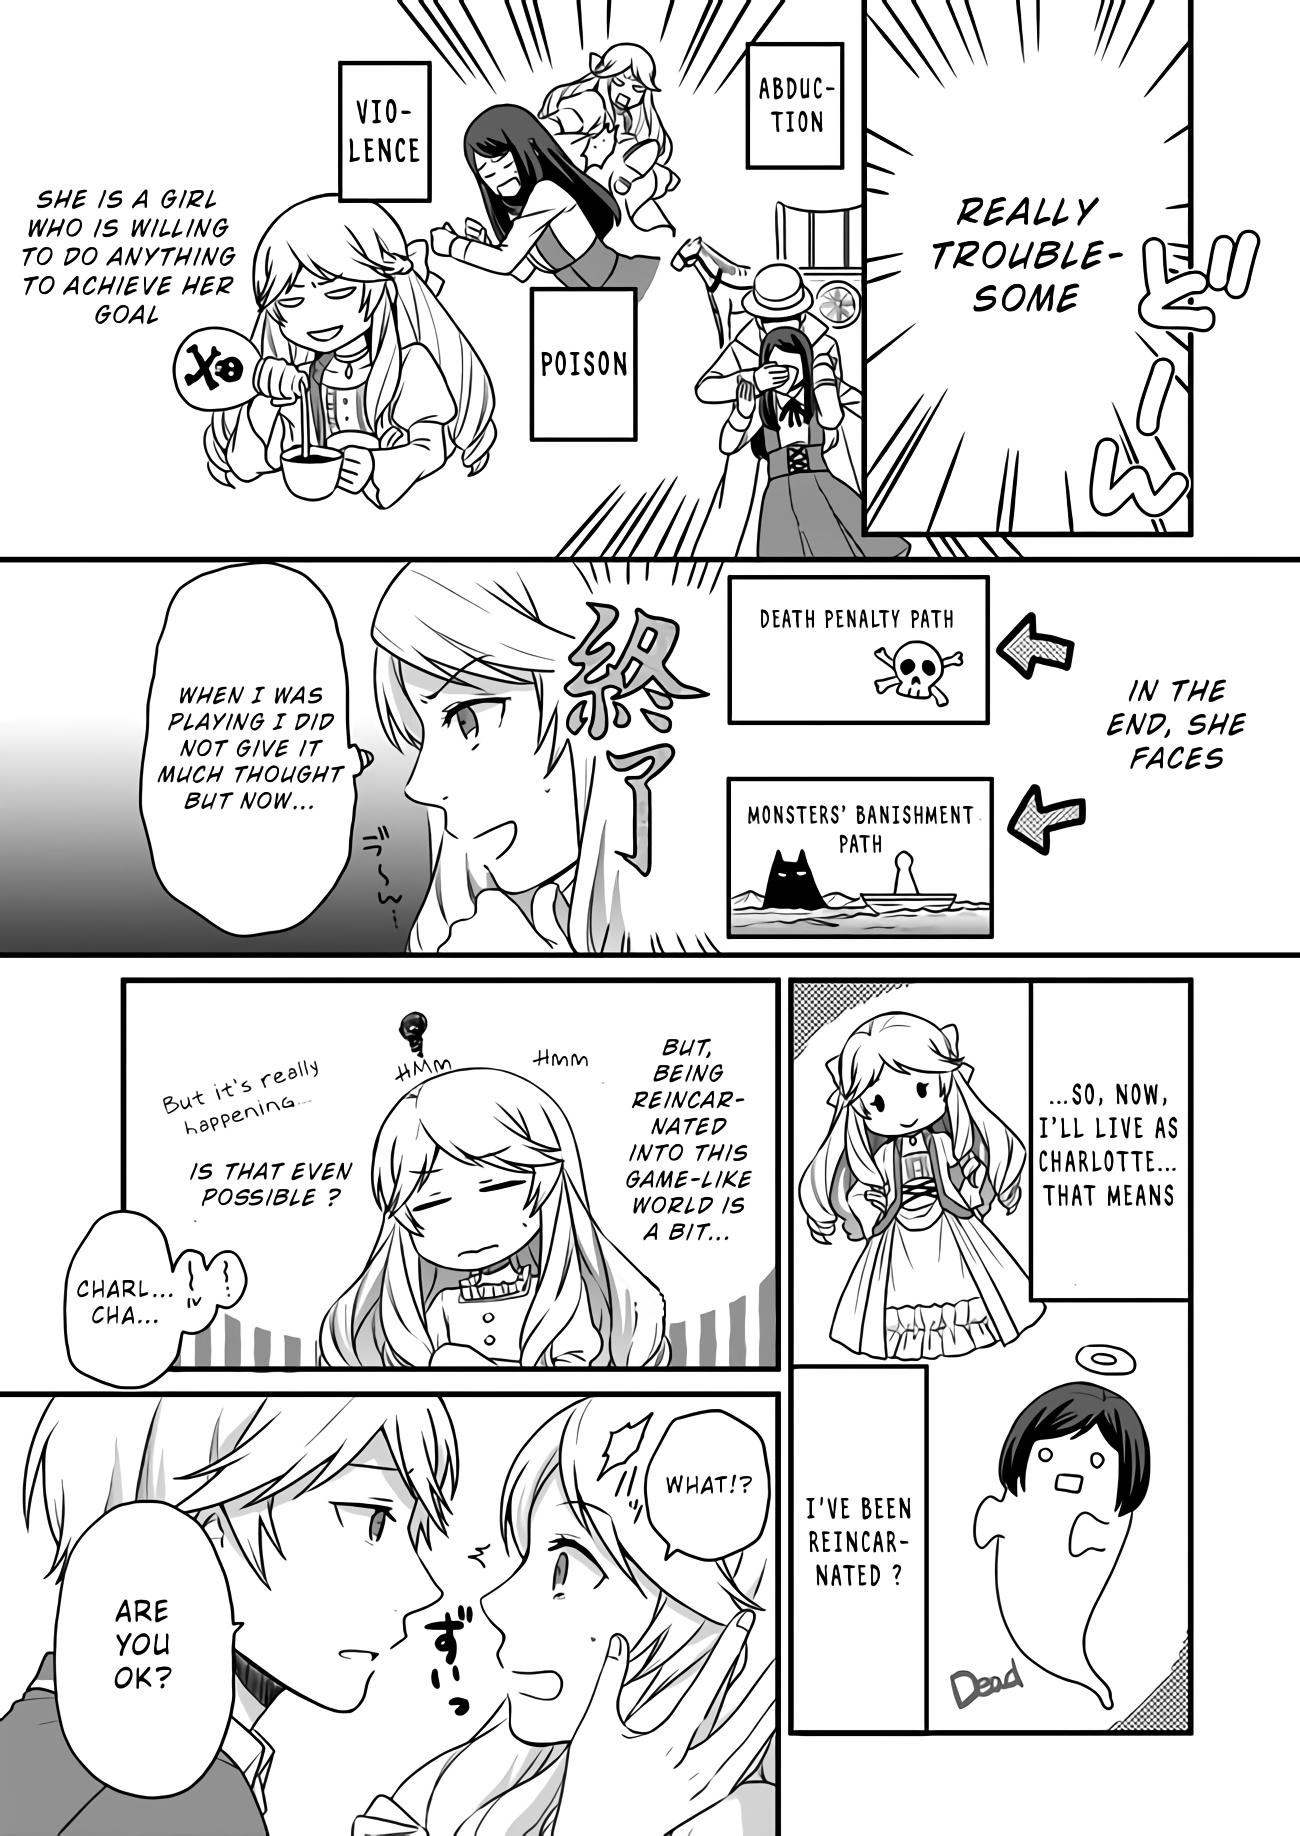 REALLY
TROUBLE-
SOME
どーん
ABDUC-
TION
VIO-
LENCE
POISON
SHE IS A GIRL
WHO IS WILLING
TO DO ANYTHING
TO ACHIEVE HER
GOAL
IN THE
END, SHE
FACES
DEATH PENALTY PATH
MONSTERS' BANISHMENT
PATH
終了
WHEN I WAS
PLAYING I DID
NOT GIVE IT
MUCH THOUGHT
BUT NOW...
...SO, NOW,
I'LL LIVE AS
CHARLOTTE...
THAT MEANS
I'VE BEEN
REINCAR-
NATED ?
Dead
BUT,
BEING
REINCAR-
NATED
INTO THIS
GAME-LIKE
WORLD IS
A BIT...
Hmm
Hmm
But it's really
happening...
IS THAT EVEN
POSSIBLE ?
CHARL...
CHA...
WHAT!?
ずいっ
ARE
YOU
OK?